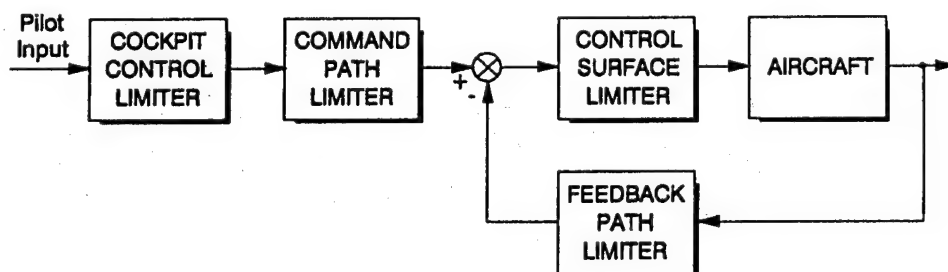 Pilot
Input
COCKPIT
CONTROL
LIMITER
COMMAND
PATH
LIMITER
+
-
CONTROL
SURFACE
LIMITER
AIRCRAFT
FEEDBACK
PATH
LIMITER